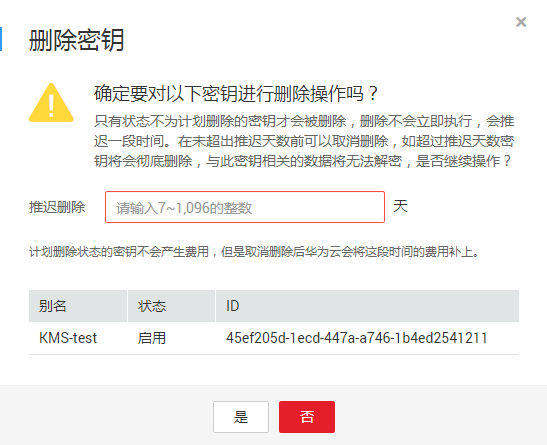 删除密钥
确定要对以下密钥进行删除操作吗？
只有状态不为计划删除的密钥才会被删除，删除不会立即执行，会推
迟一段时间。在未超出推迟天数前可以取消删除，如超过推迟天数密
钥将会彻底删除，与此密钥相关的数据将无法解密，是否继续操作？
推迟删除 请输入7~1,096的整数 天
计划删除状态的密钥不会产生费用，但是取消删除后华为云会将这段时间的费用补上。
别名 状态 ID
KMS-test 启用 45ef205d-1ecd-447a-a746-1b4ed2541211
是 否